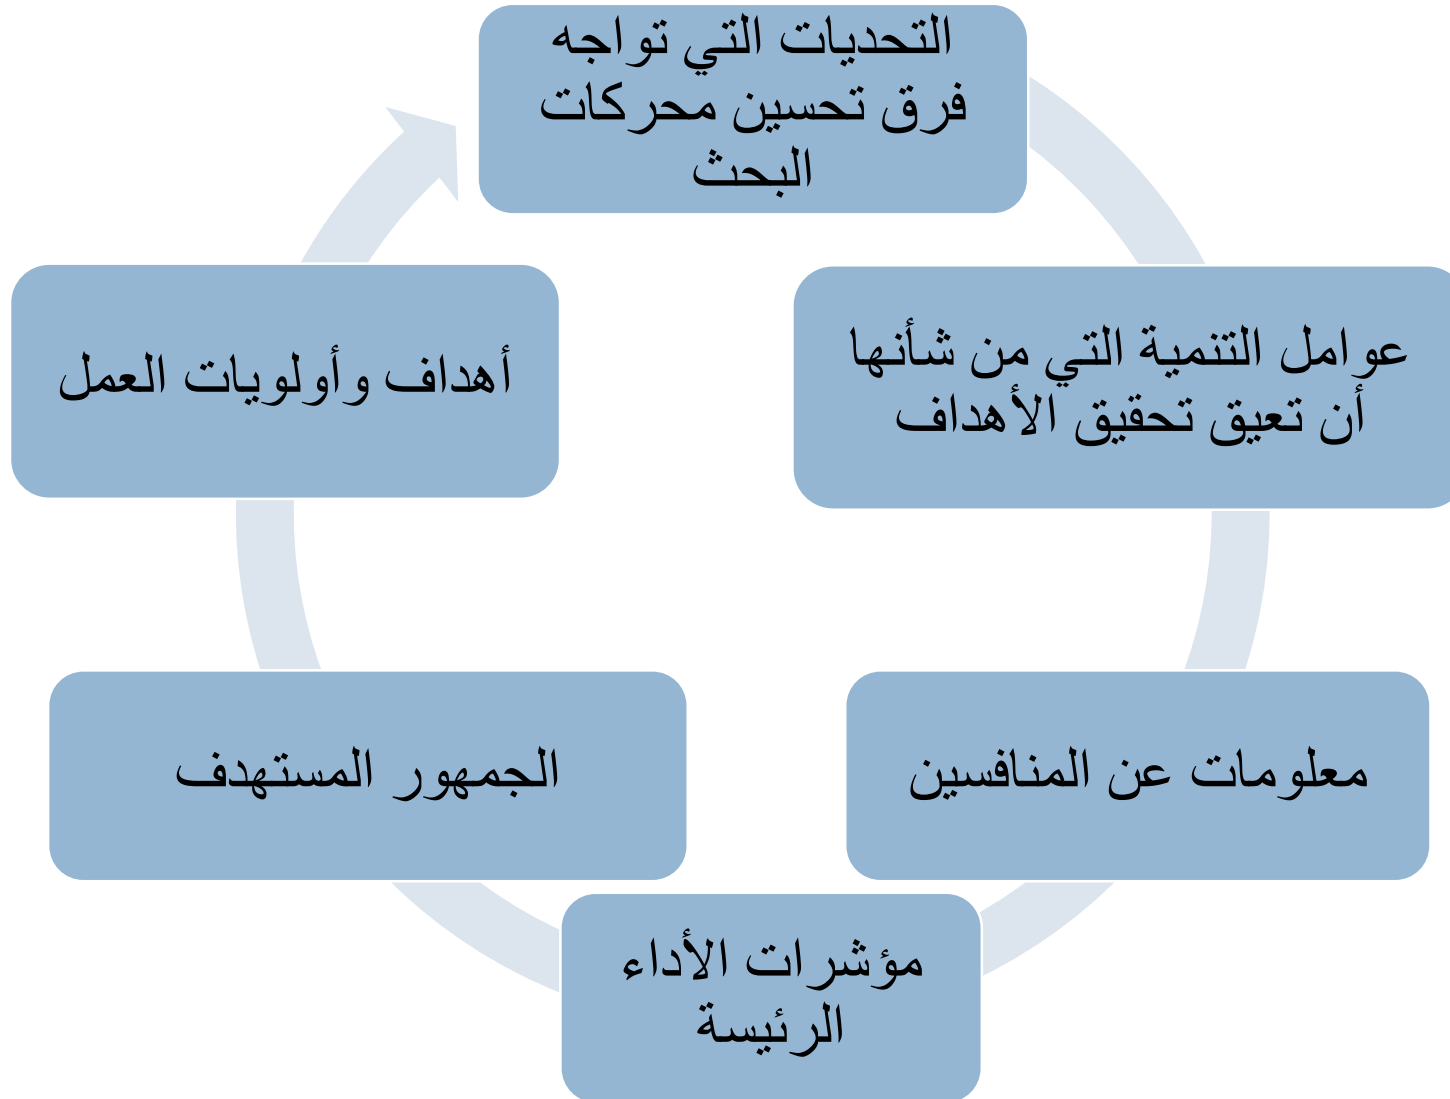 التحديات التي تواجه
فرق تحسين محركات
البحث
عوامل التنمية التي من شأنها
أن تعيق تحقيق الأهداف
معلومات عن المنافسين
مؤشرات الأداء
الرئيسة
الجمهور المستهدف
أهداف وأولويات العمل